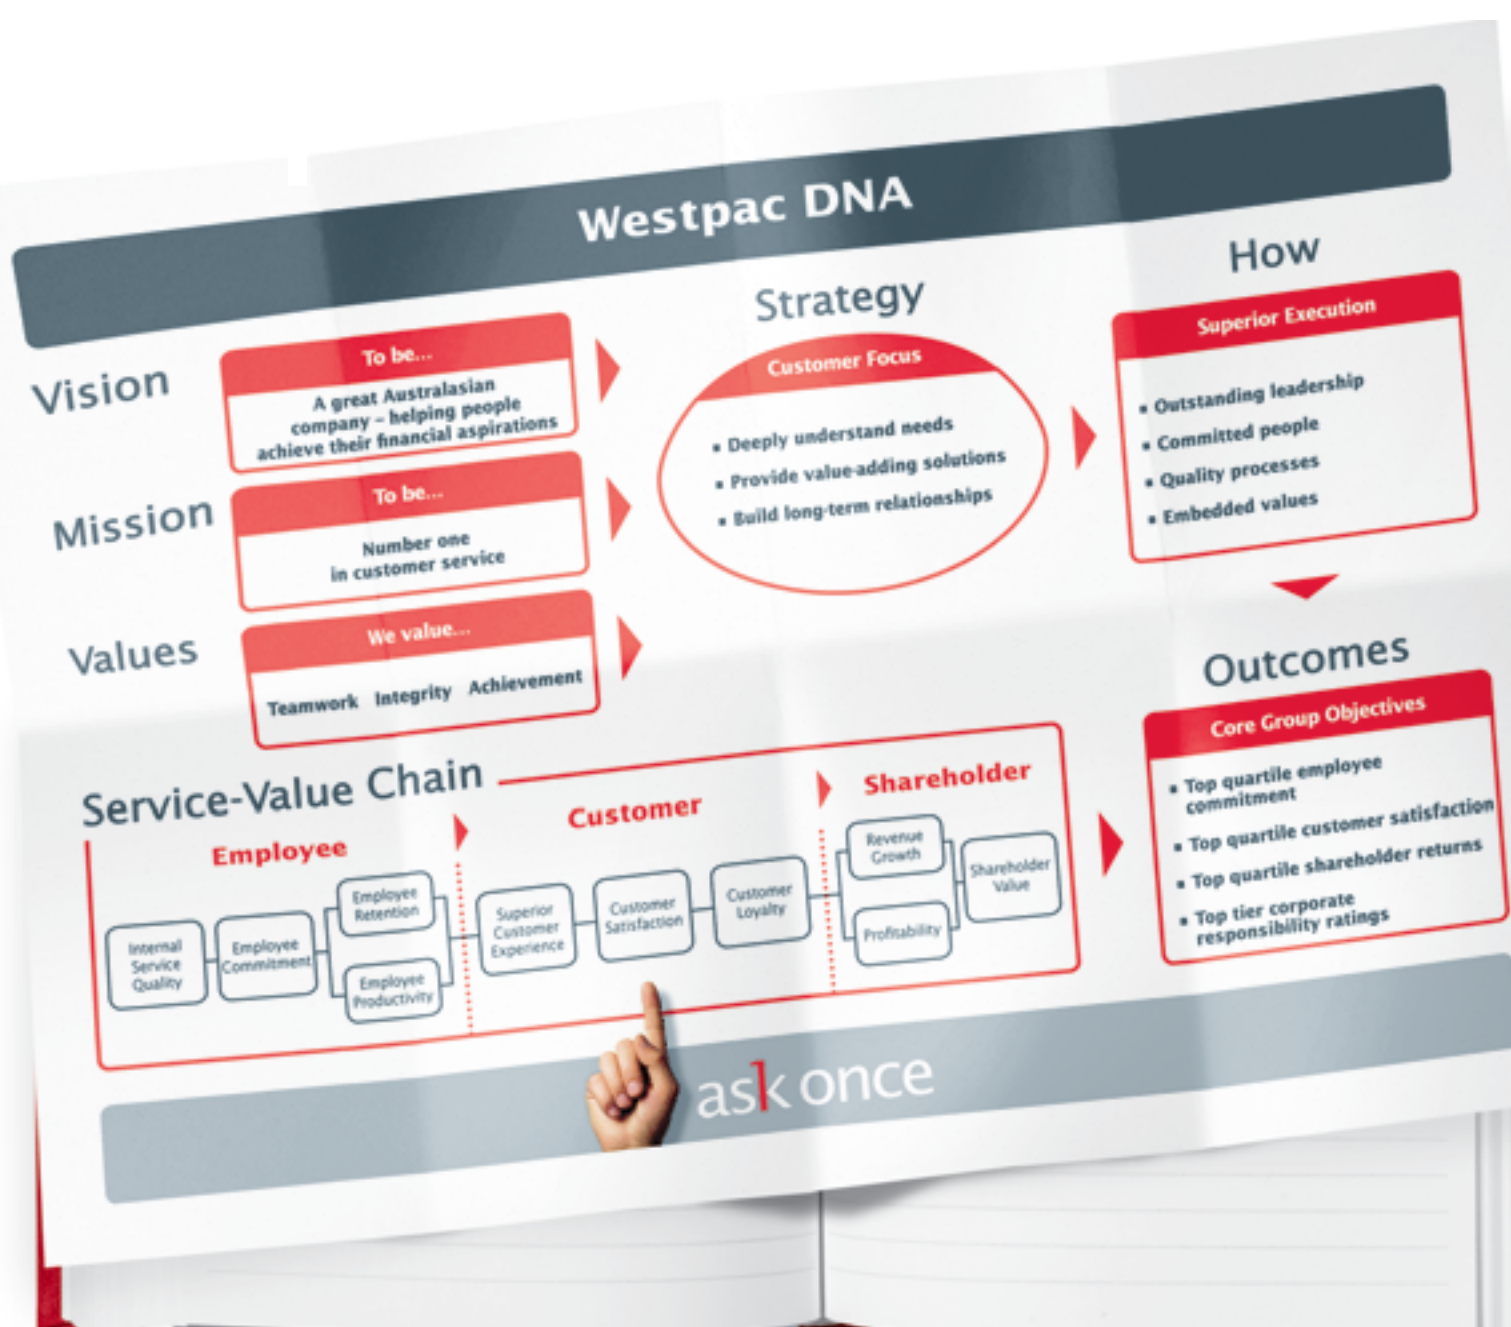 Westpac DNA
Vision
To be...
A great Australasian
company – helping people
achieve their financial aspirations
Mission
To be...
Number one
in customer service
Values
We value...
Teamwork Integrity Achievement
Strategy
Customer Focus
▪ Deeply understand needs
▪ Provide value-adding solutions
▪ Build long-term relationships
How
Superior Execution
▪ Outstanding leadership
▪ Committed people
▪ Quality processes
▪ Embedded values
Outcomes
Core Group Objectives
▪ Top quartile employee
commitment
▪ Top quartile customer satisfaction
▪ Top quartile shareholder returns
▪ Top tier corporate
responsibility ratings
Service-Value Chain
Employee
Internal
Service
Quality
Employee
Commitment
Employee
Retention
Employee
Productivity
Customer
Superior
Customer
Experience
Customer
Satisfaction
Customer
Loyalty
Shareholder
Revenue
Growth
Profitability
Shareholder
Value
ask once